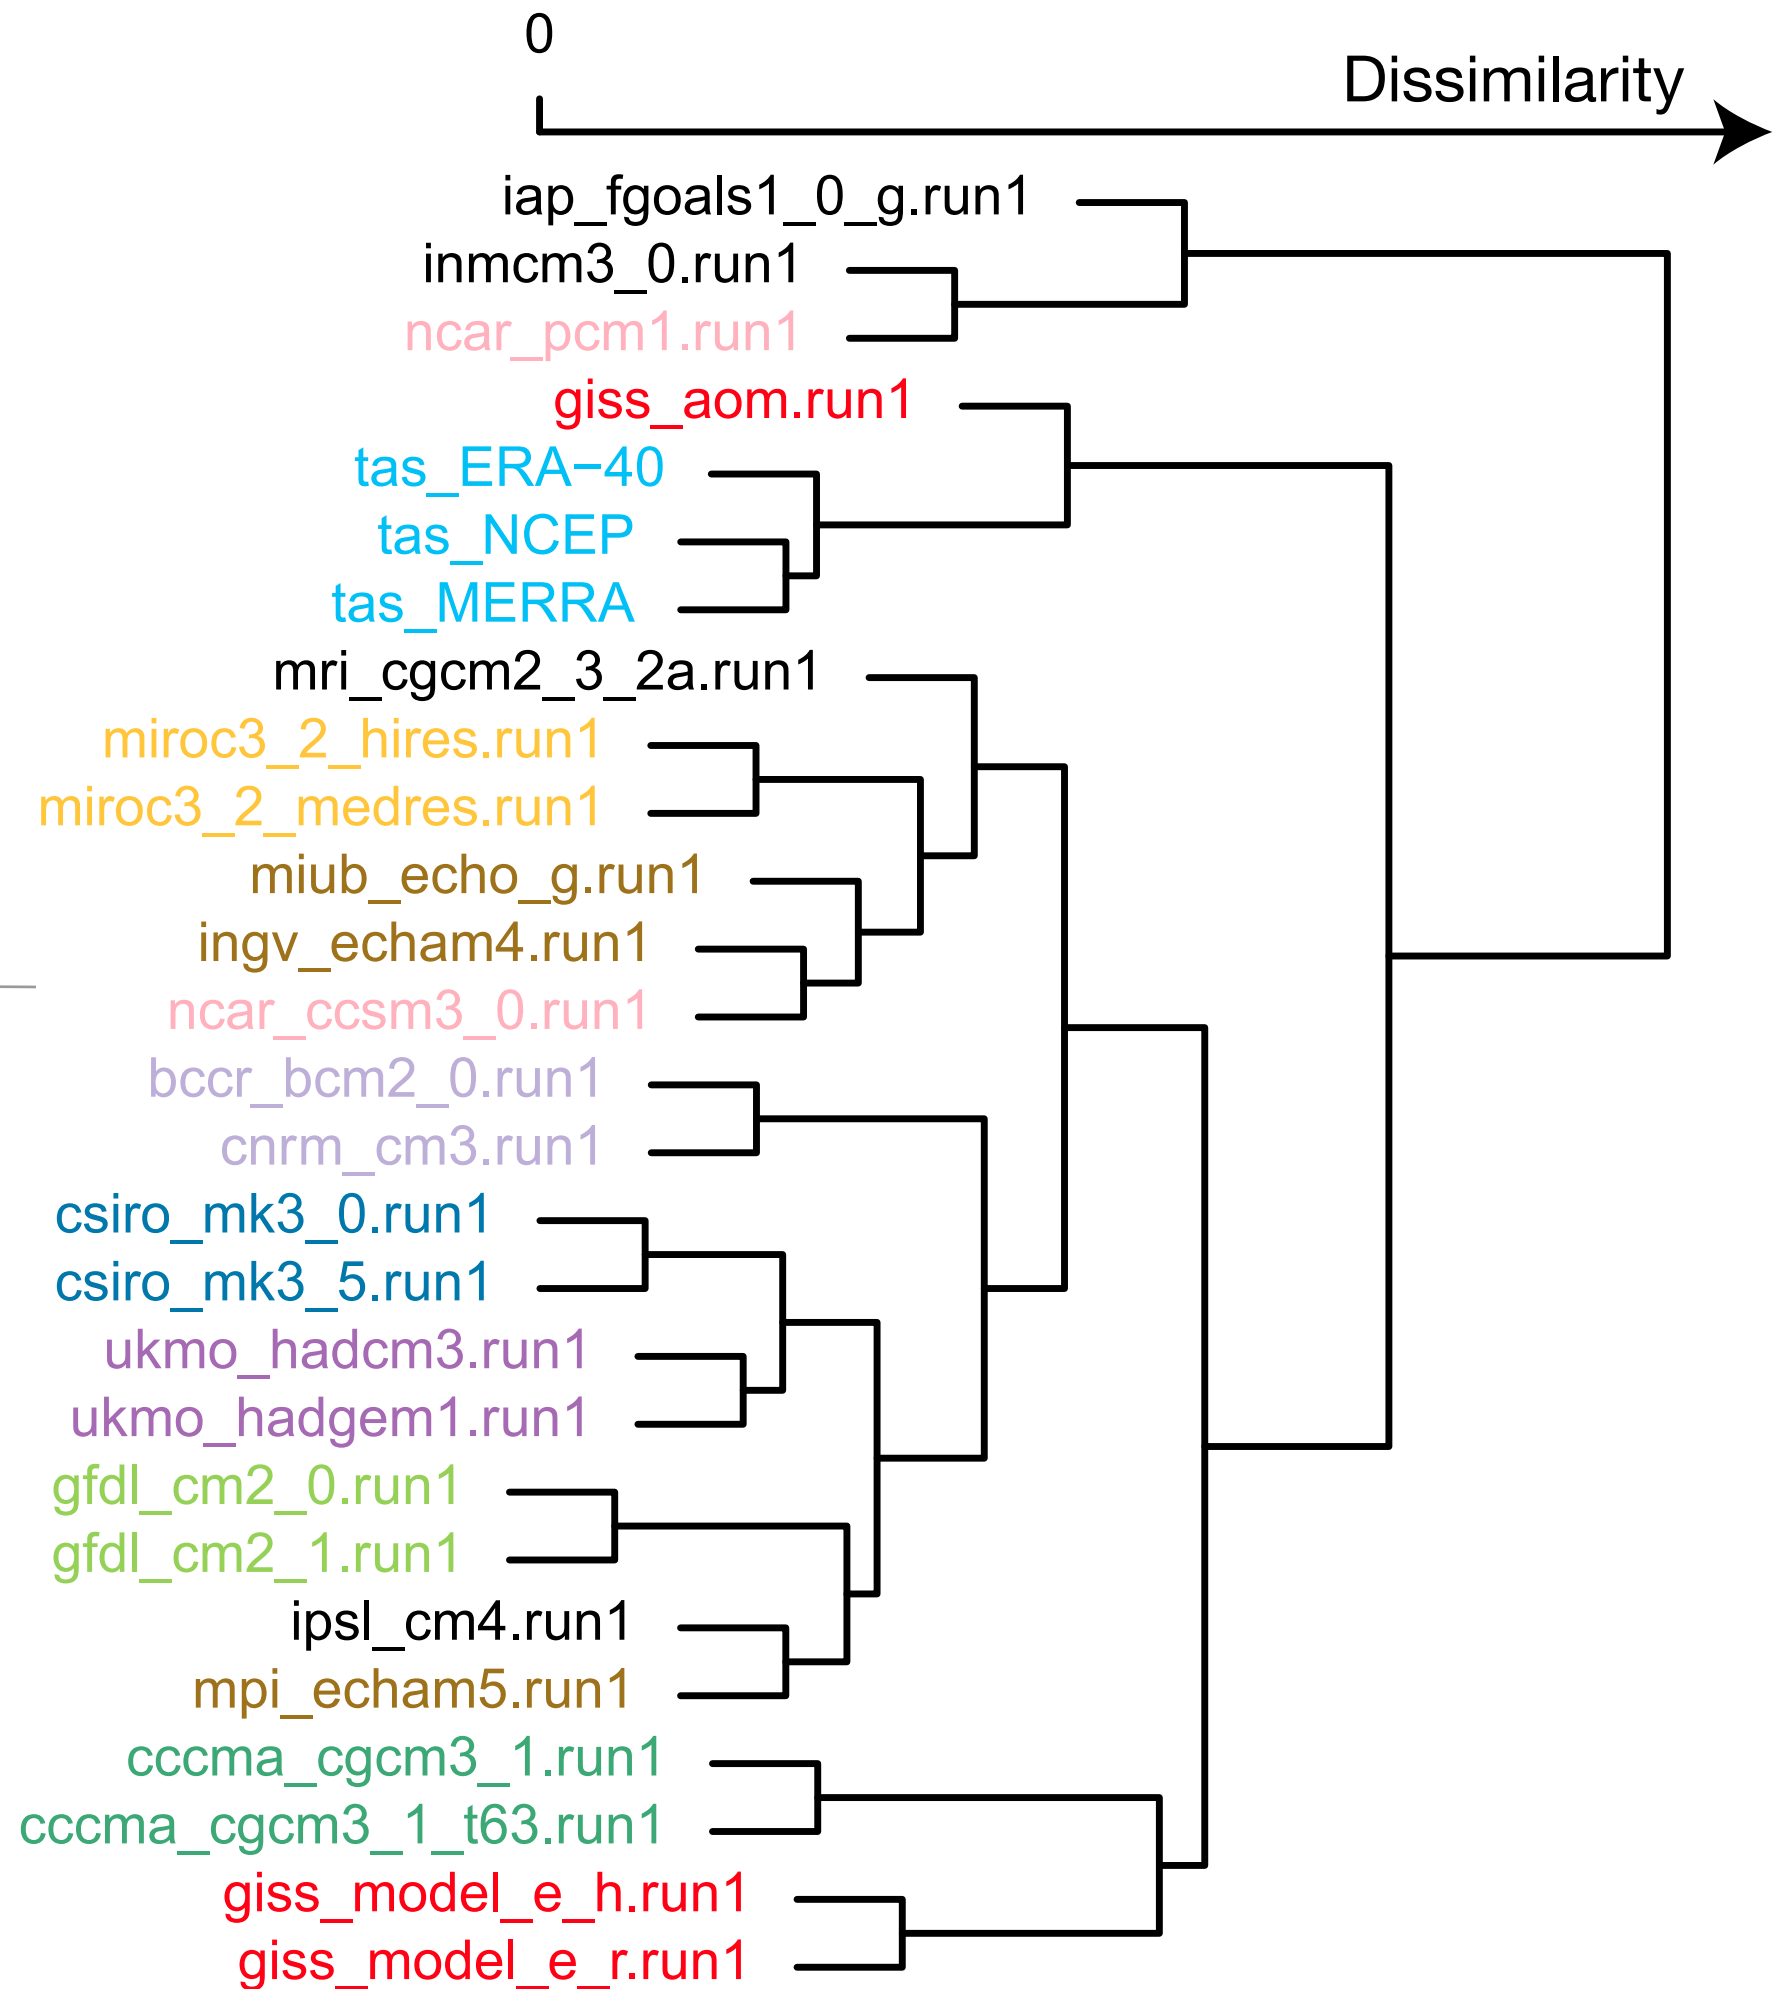 0
Dissimilarity
iap_fgoals1_0_g.run1
inmcm3_0.run1
ncar_pcm1.run1
giss_aom.run1
tas_ERA−40
tas_NCEP
tas_MERRA
mri_cgcm2_3_2a.run1
miroc3_2_hires.run1
miroc3_2_medres.run1
miub_echo_g.run1
ingv_echam4.run1
ncar_ccsm3_0.run1
bccr_bcm2_0.run1
cnrm_cm3.run1
csiro_mk3_0.run1
csiro_mk3_5.run1
ukmo_hadcm3.run1
ukmo_hadgem1.run1
gfdl_cm2_0.run1
gfdl_cm2_1.run1
ipsl_cm4.run1
mpi_echam5.run1
cccma_cgcm3_1.run1
cccma_cgcm3_1_t63.run1
giss_model_e_h.run1
giss_model_e_r.run1